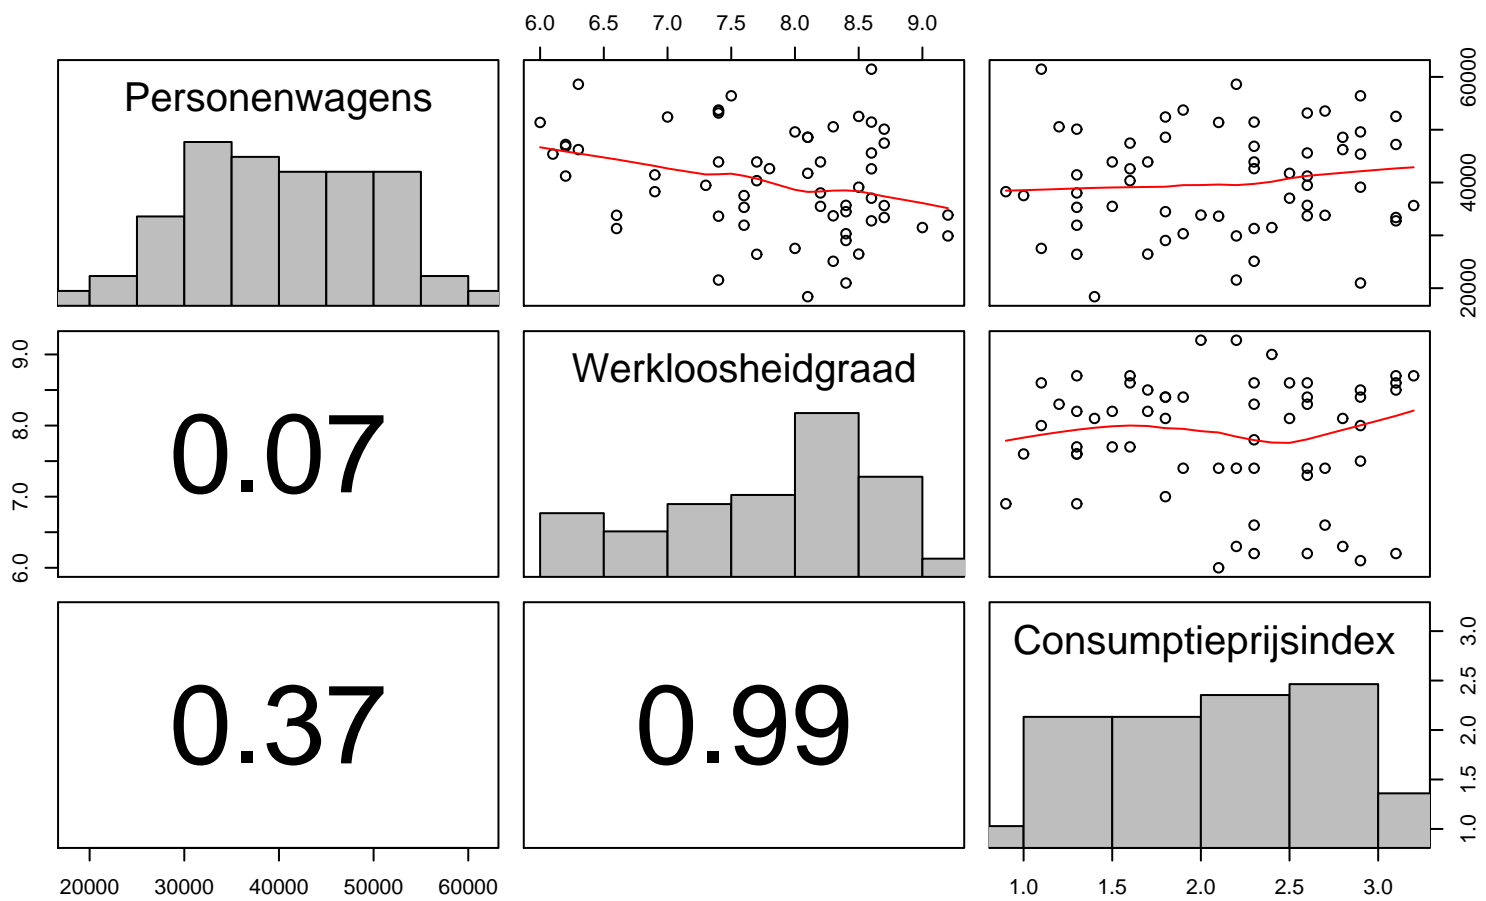 6.0 6.5 7.0 7.5 8.0 8.5 9.0
Personenwagens
20000 40000 60000
6.0 7.0 8.0 9.0
0.07
Werkloosheidgraad
0.37
0.99
Consumptieprijsindex
1.0 1.5 2.0 2.5 3.0
20000 30000 40000 50000 60000
1.0 1.5 2.0 2.5 3.0